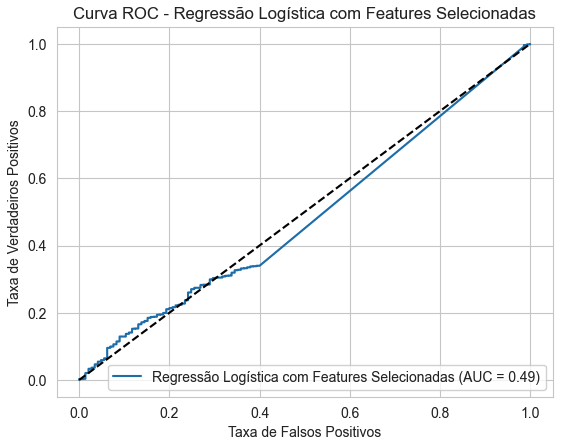 Curva ROC - Regressão Logística com Features Selecionadas
Taxa de Verdadeiros Positivos
1.0
0.8
0.6
0.4
0.2
0.0
Regressão Logística com Features Selecionadas (AUC = 0.49)
0.0 0.2 0.4 0.6 0.8 1.0
Taxa de Falsos Positivos